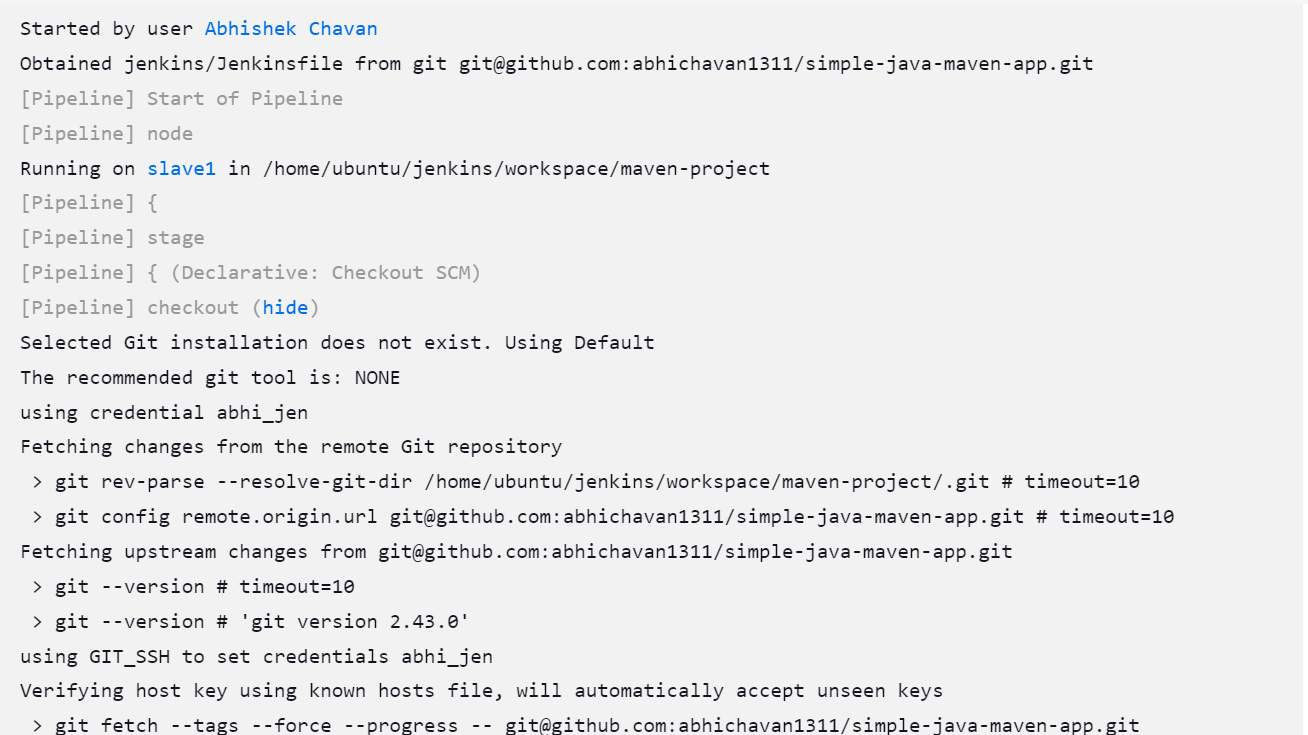 Started by user Abhishek Chavan
Obtained jenkins/Jenkinsfile from git git@github.com:abhichavan1311/simple-java-maven-app.git
[Pipeline] Start of Pipeline
[Pipeline] node
Running on slave1 in /home/ubuntu/jenkins/workspace/maven-project
[Pipeline] {
[Pipeline] stage
[Pipeline] { (Declarative: Checkout SCM)
[Pipeline] checkout (hide)
Selected Git installation does not exist. Using Default
The recommended git tool is: NONE
using credential abhi_jen
Fetching changes from the remote Git repository
 > git rev-parse --resolve-git-dir /home/ubuntu/jenkins/workspace/maven-project/.git # timeout=10
 > git config remote.origin.url git@github.com:abhichavan1311/simple-java-maven-app.git # timeout=10
Fetching upstream changes from git@github.com:abhichavan1311/simple-java-maven-app.git
 > git --version # timeout=10
 > git --version # 'git version 2.43.0'
using GIT_SSH to set credentials abhi_jen
Verifying host key using known hosts file, will automatically accept unseen keys
 > git fetch --tags --force --progress -- git@github.com:abhichavan1311/simple-java-maven-app.git